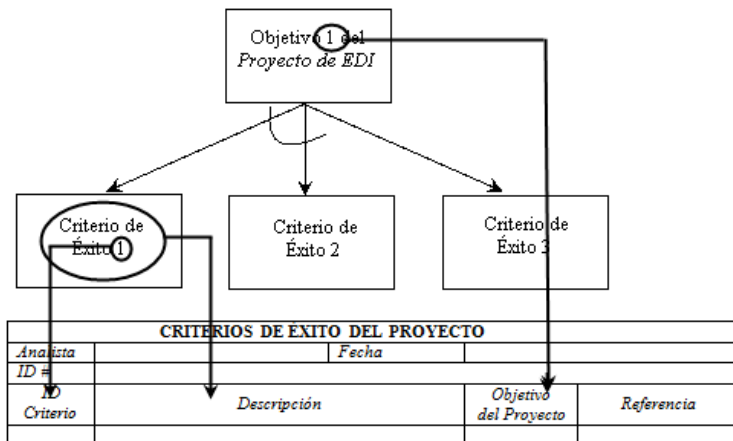 Objetivo 1 del
Proyecto de EDI
Criterio de
Éxito 1
Criterio de
Éxito 2
Criterio de
Éxito 3
CRITERIOS DE ÉXITO DEL PROYECTO
Analista
Fecha
ID #
ID
Criterio
Descripción
Objetivo
del Proyecto
Referencia